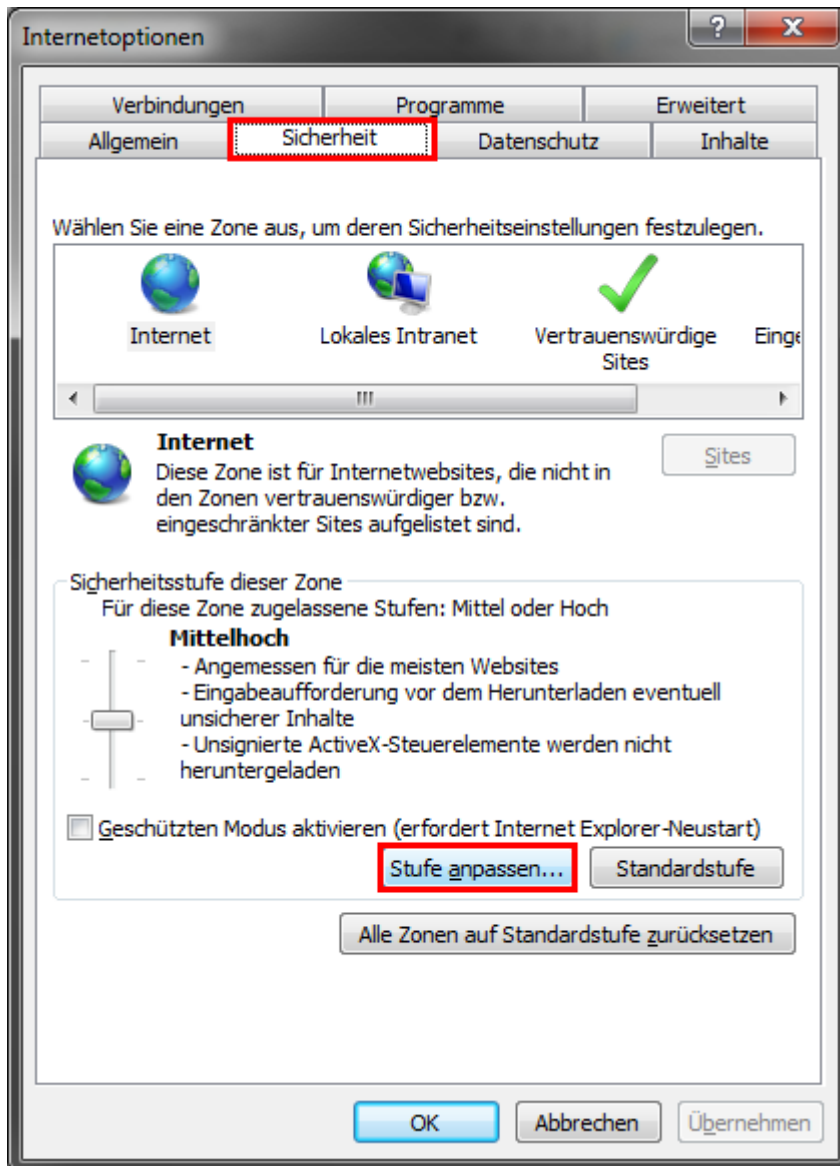 Internetoptionen
?
X
Verbindungen
Programme
Erweitert
Allgemein
Sicherheit
Datenschutz
Inhalte
Wählen Sie eine Zone aus, um deren Sicherheitseinstellungen festzulegen.
Internet
Lokales Intranet
Vertrauenswürdige
Sites
Einge
Internet
Sites
Diese Zone ist für Internetwebsites, die nicht in
den Zonen vertrauenswürdiger bzw.
eingeschränkter Sites aufgelistet sind.
Sicherheitsstufe dieser Zone
Für diese Zone zugelassene Stufen: Mittel oder Hoch
Mittelhoch
- Angemessen für die meisten Websites
- Eingabeaufforderung vor dem Herunterladen eventuell
unsicherer Inhalte
- Unsignierte ActiveX-Steuerelemente werden nicht
heruntergeladen
Geschützten Modus aktivieren (erfordert Internet Explorer-Neustart)
Stufe anpassen...
Standardstufe
Alle Zonen auf Standardstufe zurücksetzen
OK
Abbrechen
Übernehmen